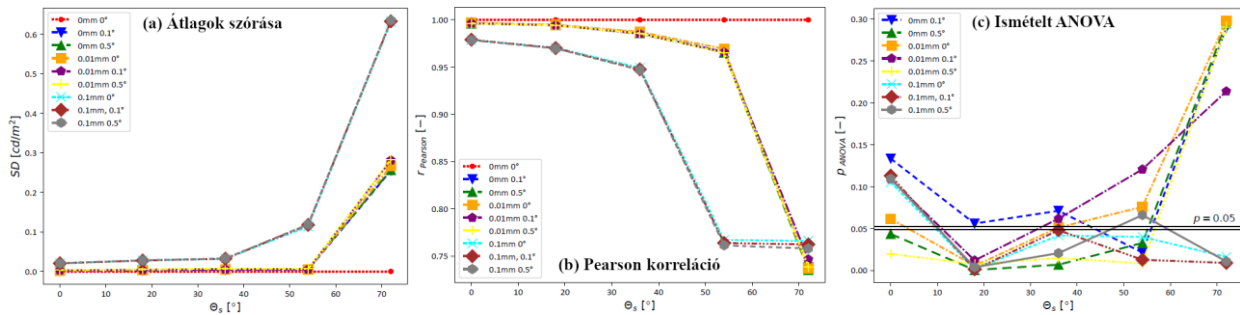 (a) Átlagok szórása
0mm 0°
0mm 0.1°
0mm 0.5°
0.01mm 0°
0.01mm 0.1°
0.01mm 0.5°
0.1mm 0°
0.1mm, 0.1°
0.1mm 0.5°
SD [cd/m²]
0.6
0.5
0.4
0.3
0.2
0.1
0.0
0 10 20 30 40 50 60 70
Θs [°]
r Pearson [−]
1.00
0.95
0.90
0.85
0.80
0.75
0mm 0°
0mm 0.1°
0mm 0.5°
0.01mm 0°
0.01mm 0.1°
0.01mm 0.5°
0.1mm 0°
0.1mm, 0.1°
0.1mm 0.5°
(b) Pearson korreláció
0 10 20 30 40 50 60 70
Θs [°]
(c) Ismételt ANOVA
0mm 0.1°
0mm 0.5°
0.01mm 0°
0.01mm 0.1°
0.01mm 0.5°
0.1mm 0°
0.1mm, 0.1°
0.1mm 0.5°
p ANOVA [−]
0.30
0.25
0.20
0.15
0.10
0.05
0.00
p = 0.05
0 10 20 30 40 50 60 70
Θs [°]